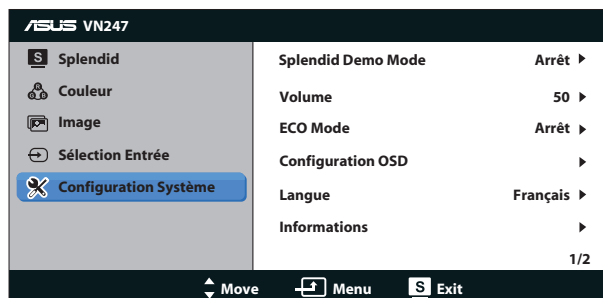 ASUS VN247
S Splendid
Couleur
Image
Sélection Entrée
Configuration Système
Splendid Demo Mode Arrêt
Volume 50
ECO Mode Arrêt
Configuration OSD
Langue Français
Informations
1/2
Move Menu S Exit